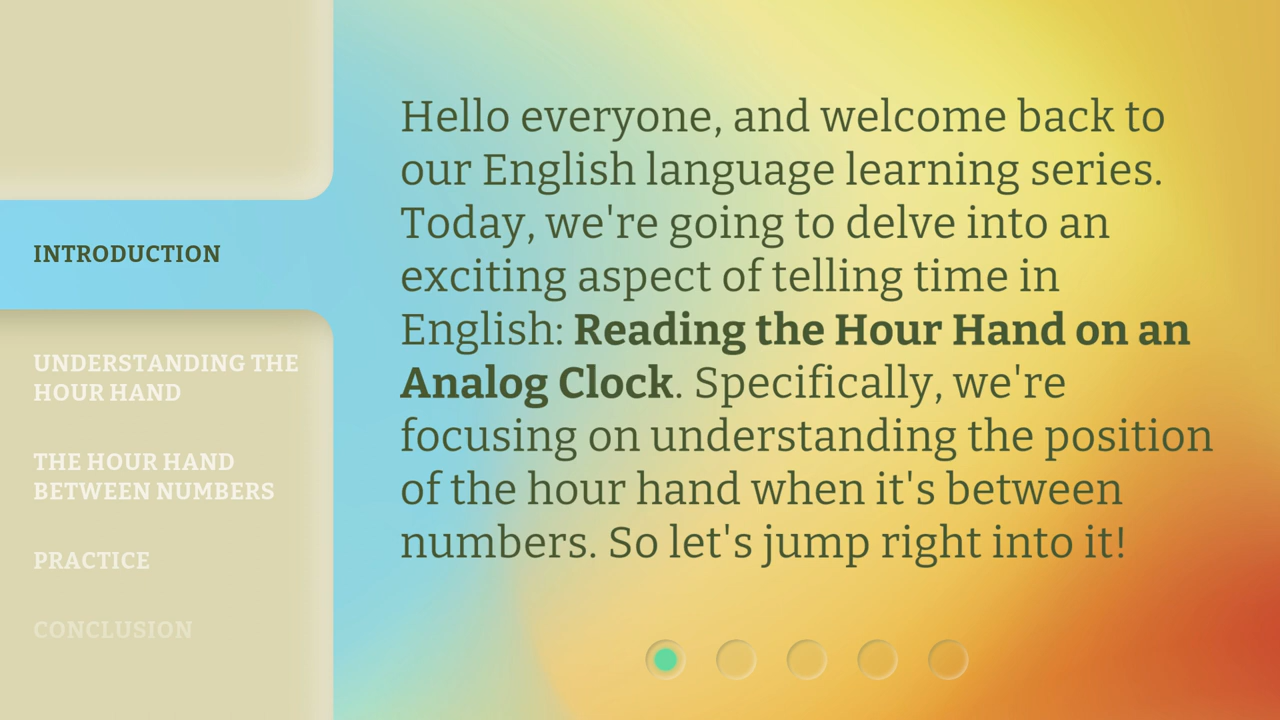 INTRODUCTION
UNDERSTANDING THE
HOUR HAND
THE HOUR HAND
BETWEEN NUMBERS
PRACTICE
CONCLUSION
Hello everyone, and welcome back to
our English language learning series.
Today, we're going to delve into an
exciting aspect of telling time in
English: Reading the Hour Hand on an
Analog Clock. Specifically, we're
focusing on understanding the position
of the hour hand when it's between
numbers. So let's jump right into it!